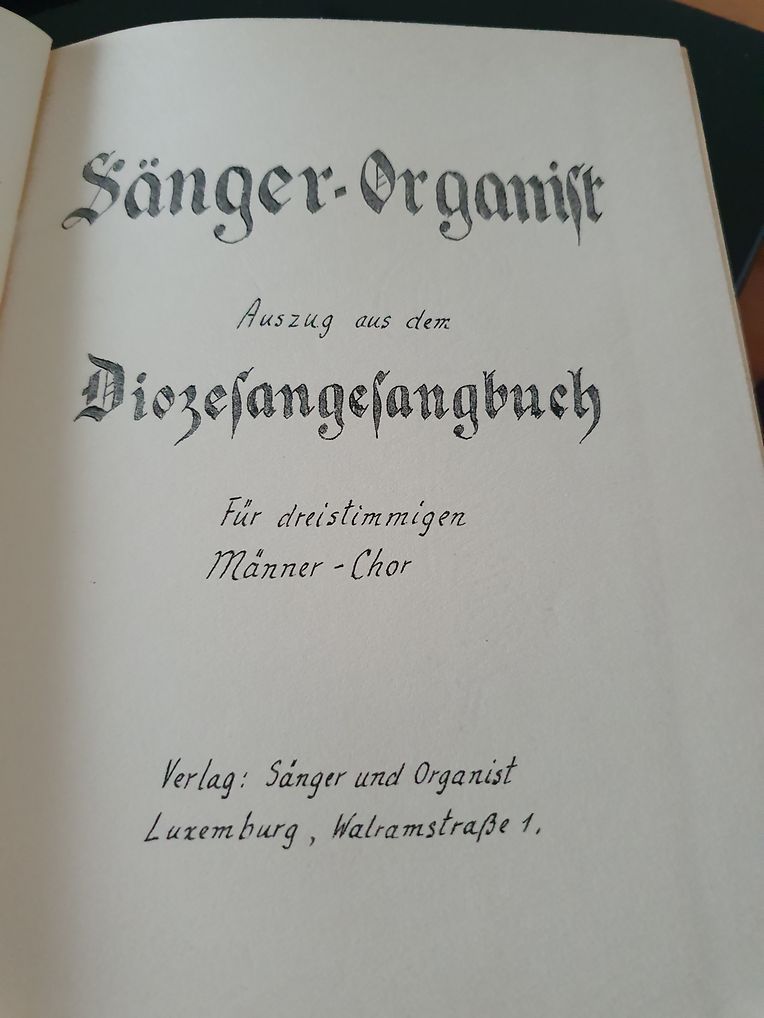 Sänger-Organist
Auszug aus dem
Diozesangesangbuch
Für dreistimmigen
Männer-Chor
Verlag: Sänger und Organist
Luxemburg, Walramstraße 1.